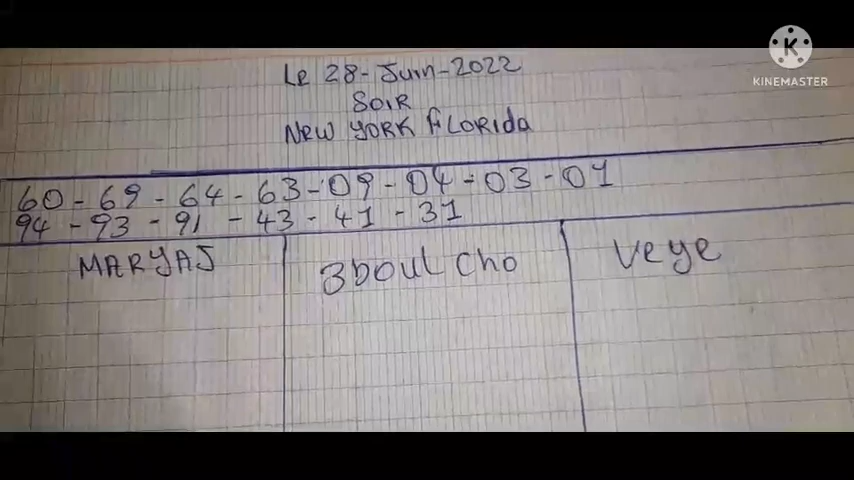 K
KINEMASTER
Le 28-Juin-2022
SOIR
NEW YORK FLORIda
60-69-64-63-09-04-03-01
94-93-91-43-41-31
MARYAJ
3boul cho
veye